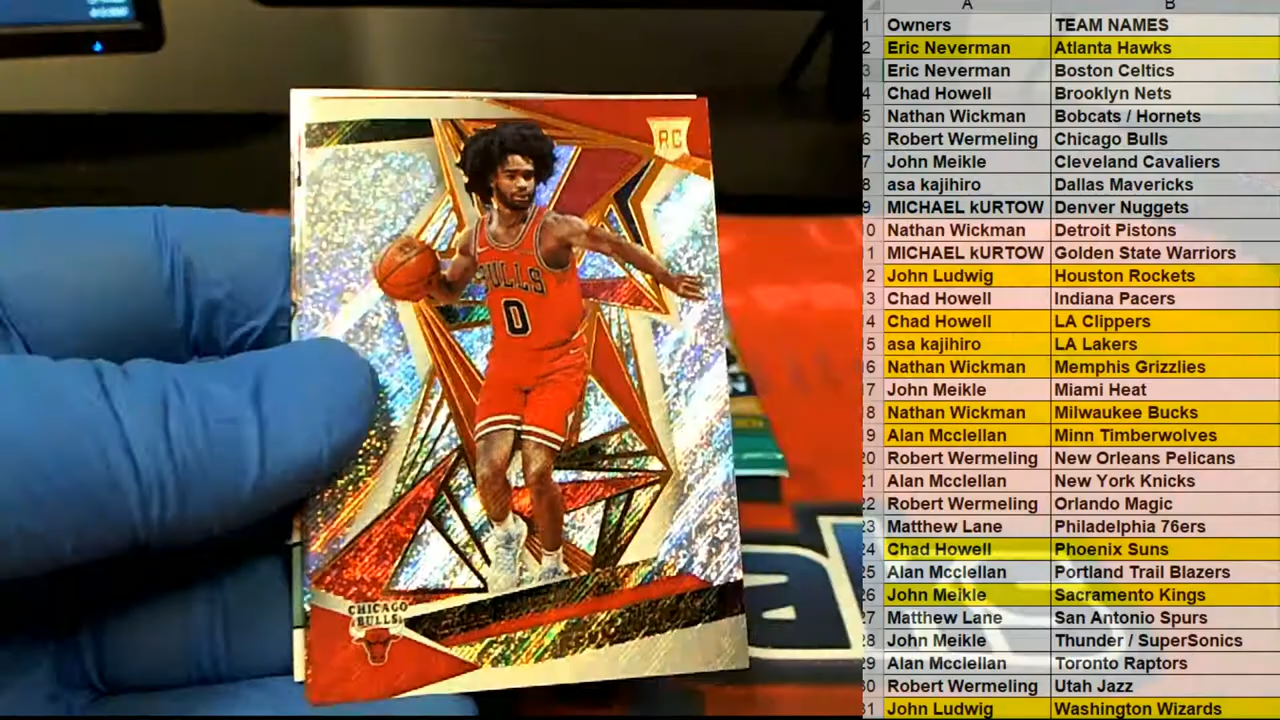 RC
BULLS
0
CHICAGO
BULLS
A B
1 Owners TEAM NAMES
2 Eric Neverman Atlanta Hawks
3 Eric Neverman Boston Celtics
4 Chad Howell Brooklyn Nets
5 Nathan Wickman Bobcats / Hornets
6 Robert Wermeling Chicago Bulls
7 John Meikle Cleveland Cavaliers
8 asa kajihiro Dallas Mavericks
9 MICHAEL kURTOW Denver Nuggets
0 Nathan Wickman Detroit Pistons
1 MICHAEL kURTOW Golden State Warriors
2 John Ludwig Houston Rockets
3 Chad Howell Indiana Pacers
4 Chad Howell LA Clippers
5 asa kajihiro LA Lakers
6 Nathan Wickman Memphis Grizzlies
7 John Meikle Miami Heat
8 Nathan Wickman Milwaukee Bucks
9 Alan Mcclellan Minn Timberwolves
20 Robert Wermeling New Orleans Pelicans
21 Alan Mcclellan New York Knicks
22 Robert Wermeling Orlando Magic
23 Matthew Lane Philadelphia 76ers
24 Chad Howell Phoenix Suns
25 Alan Mcclellan Portland Trail Blazers
26 John Meikle Sacramento Kings
27 Matthew Lane San Antonio Spurs
28 John Meikle Thunder / SuperSonics
29 Alan Mcclellan Toronto Raptors
30 Robert Wermeling Utah Jazz
31 John Ludwig Washington Wizards